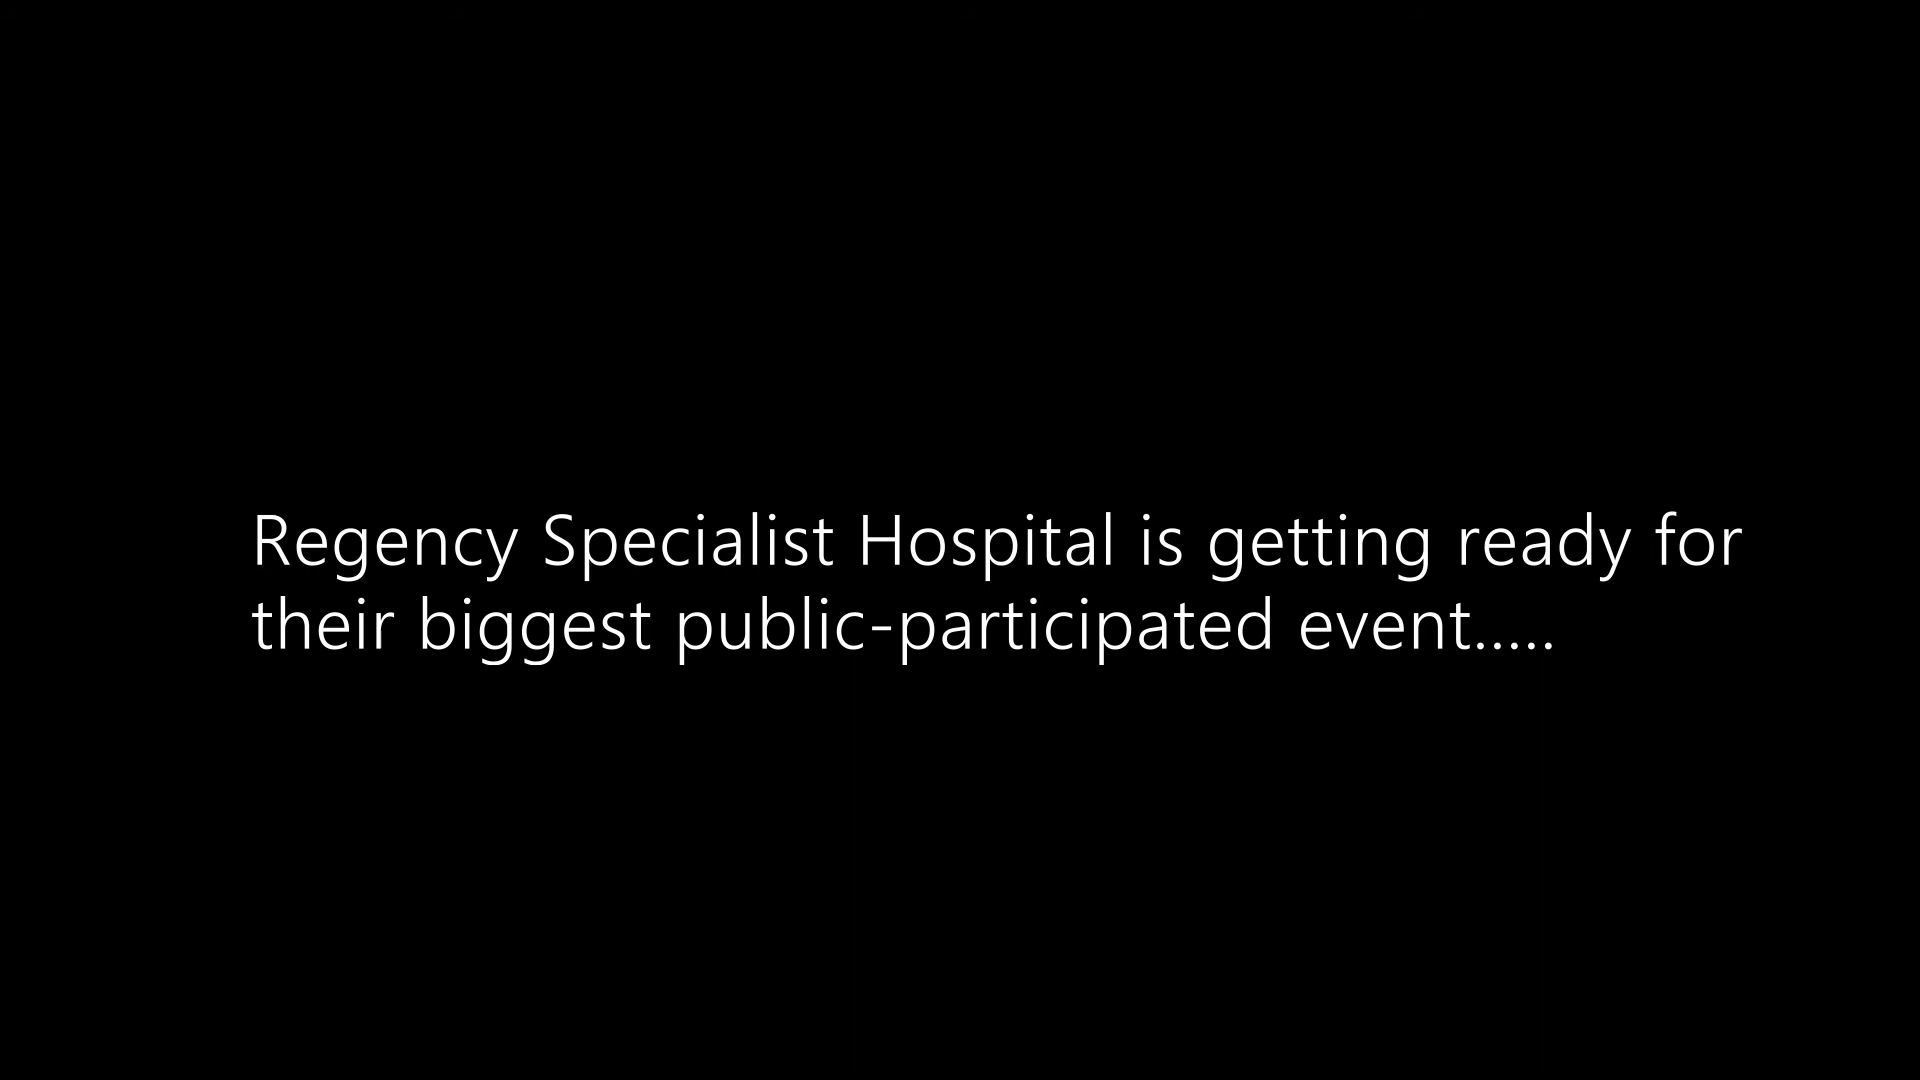 Regency Specialist Hospital is getting ready for
their biggest public-participated event.....